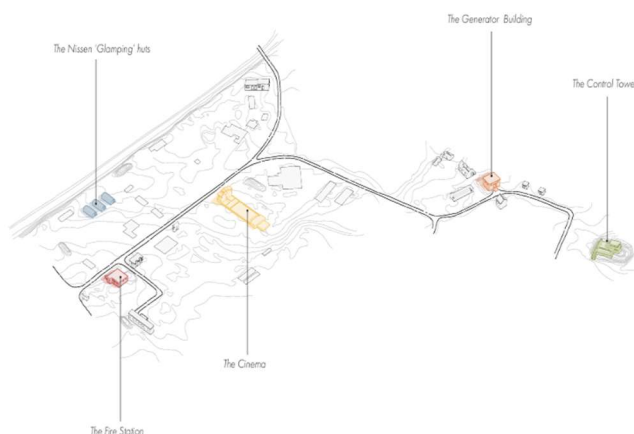 The Generator Building
The Nissen 'Glamping' huts
The Control Towe
The Cinema
The Fire Station